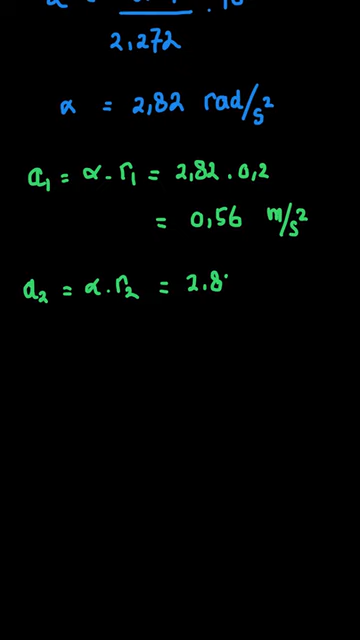 2,272
α = 2,82 rad/s²
a₁ = α · r₁ = 2,82 · 0,2
= 0,56 m/s²
a₂ = α · r₂ = 2.8